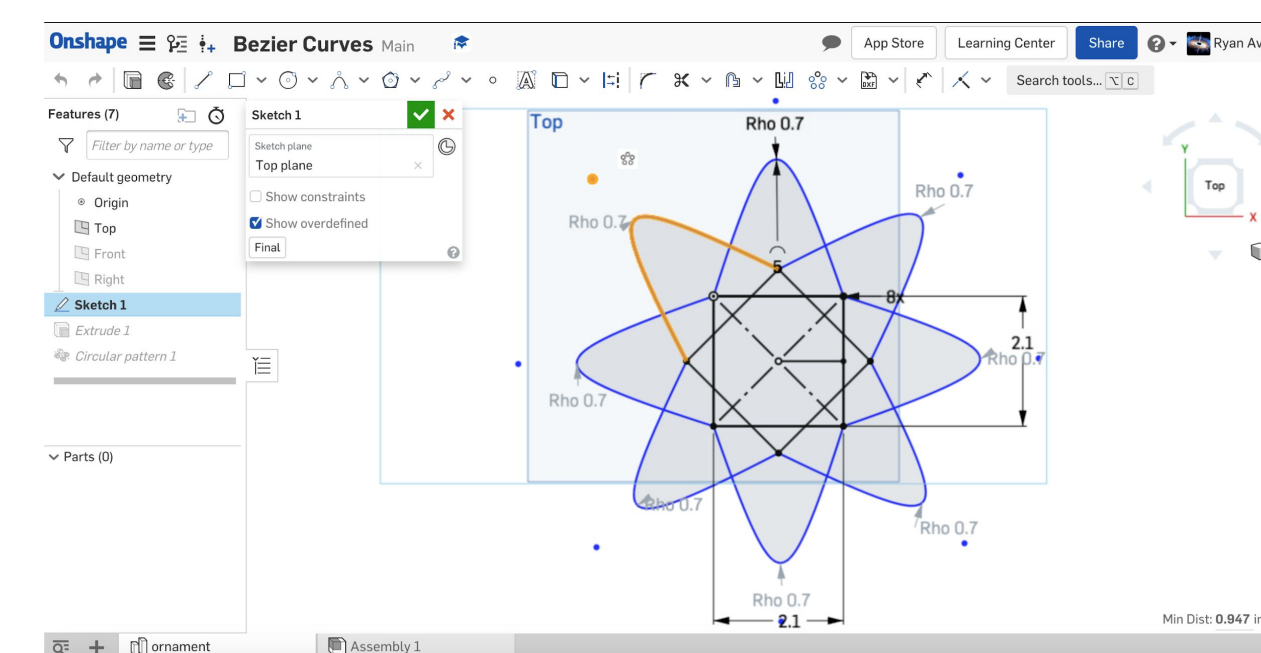 Onshape Bezier Curves Main App Store Learning Center Share Ryan Av
Search tools... ⌥ C
Features (7)
Filter by name or type
Default geometry
Origin
Top
Front
Right
Sketch 1
Extrude 1
Circular pattern 1
Parts (0)
Sketch 1
Sketch plane
Top plane
Show constraints
Show overdefined
Final
Top
Rho 0.7
Rho 0.7
Rho 0.7
5
8x
2.1
Rho 0.7
Rho 0.7
Rho 0.7
Rho 0.7
Rho 0.7
2.1
Y
Top
X
Min Dist: 0.947 in
ornament
Assembly 1